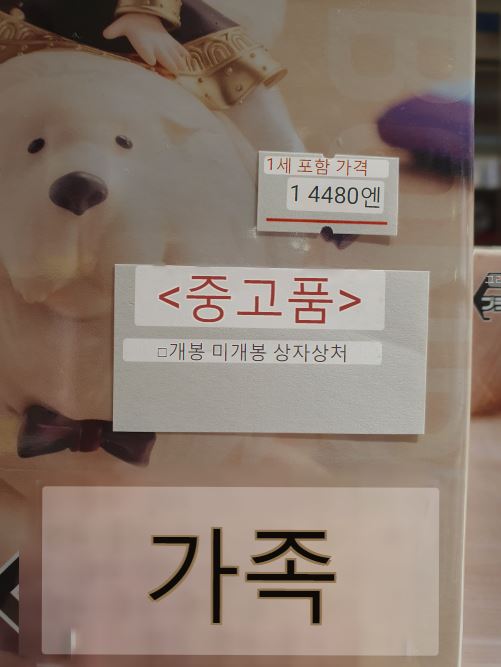 1세 포함 가격
1 4480엔
<중고품>
□개봉 미개봉 상자상처
가족